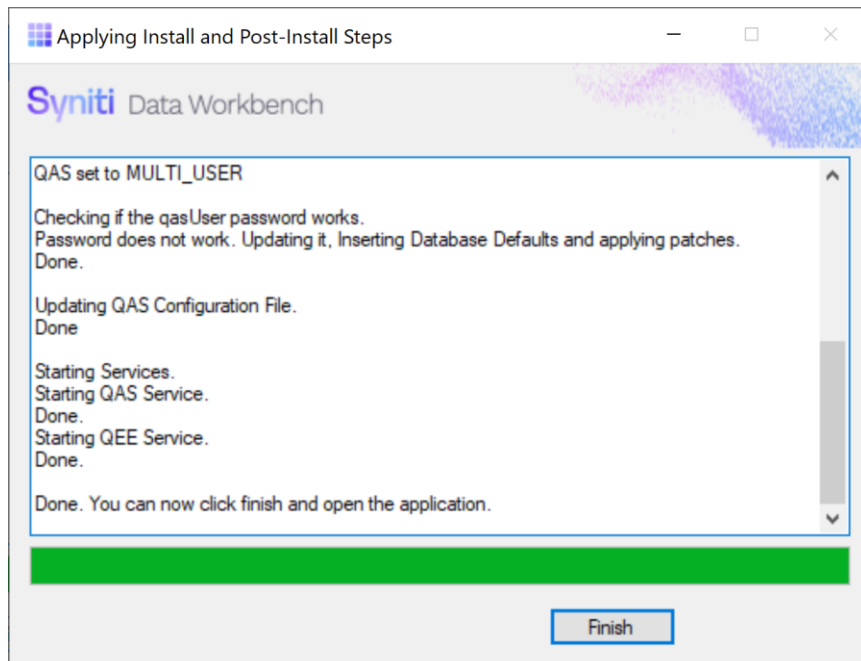 Applying Install and Post-Install Steps
Syniti Data Workbench
QAS set to MULTI_USER
Checking if the qasUser password works.
Password does not work. Updating it, Inserting Database Defaults and applying patches.
Done.
Updating QAS Configuration File.
Done
Starting Services.
Starting QAS Service.
Done.
Starting QEE Service.
Done.
Done. You can now click finish and open the application.
Finish